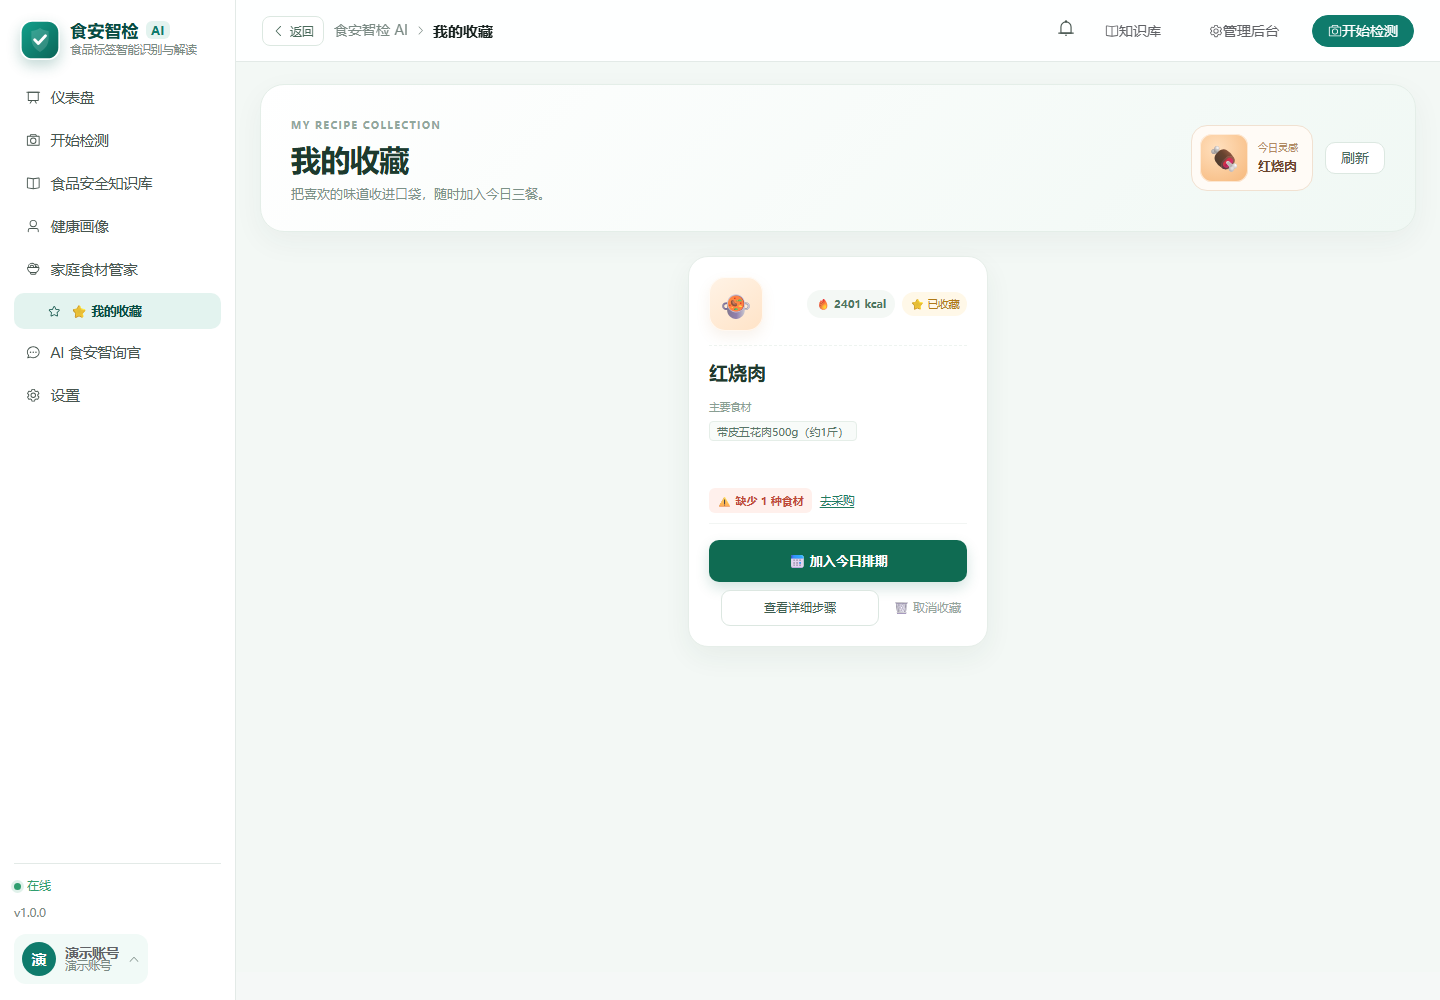 食安智检 AI
食品标签智能识别与解读
仪表盘
开始检测
食品安全知识库
健康画像
家庭食材管家
我的收藏
AI 食安智询官
设置
在线
v1.0.0
演
演示账号
演示账号
返回
食安智检 AI
我的收藏
知识库
管理后台
开始检测
MY RECIPE COLLECTION
我的收藏
把喜欢的味道收进口袋，随时加入今日三餐。
今日灵感
红烧肉
刷新
2401 kcal
已收藏
红烧肉
主要食材
带皮五花肉500g（约1斤）
缺少 1 种食材
去采购
加入今日排期
查看详细步骤
取消收藏